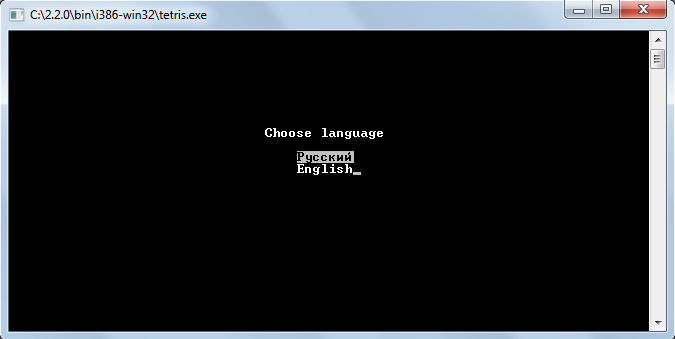 C:\2.2.0\bin\i386-win32\tetris.exe
Choose language
Русский
English